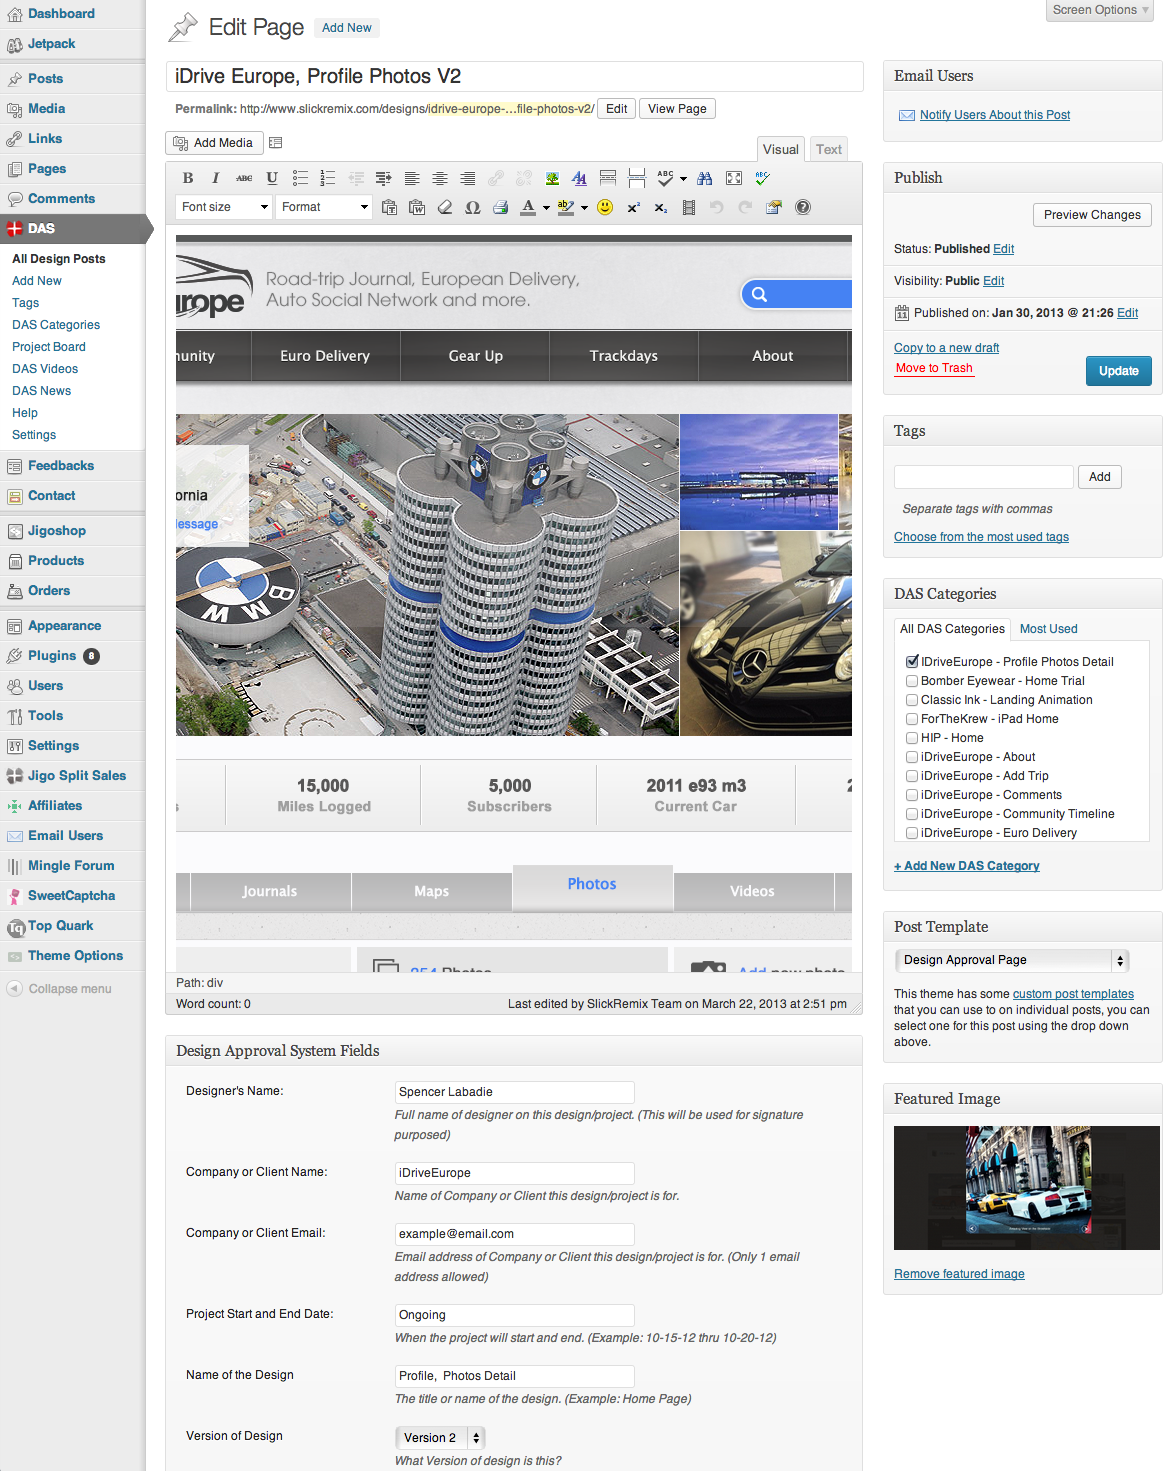 Dashboard
Jetpack
Posts
Media
Links
Pages
Comments
DAS
All Design Posts
Add New
Tags
DAS Categories
Project Board
DAS Videos
DAS News
Help
Settings
Feedbacks
Contact
Jigoshop
Products
Orders
Appearance
Plugins 8
Users
Tools
Settings
Jigo Split Sales
Affiliates
Email Users
Mingle Forum
SweetCaptcha
Top Quark
Theme Options
Collapse menu
Screen Options
Edit Page Add New
iDrive Europe, Profile Photos V2
Permalink: http://www.slickremix.com/designs/idrive-europe-...file-photos-v2/ Edit View Page
Add Media
Visual Text
B I ABC U ABC ABC
Font size Format
urope
Road-trip Journal, European Delivery,
Auto Social Network and more.
unity Euro Delivery Gear Up Trackdays About
ornia
essage
BMW
15,000
Miles Logged
5,000
Subscribers
2011 e93 m3
Current Car
2
s
Journals Maps Photos Videos
254 Photos
Add new photo
Path: div
Word count: 0 Last edited by SlickRemix Team on March 22, 2013 at 2:51 pm
Design Approval System Fields
Designer's Name: Spencer Labadie
Full name of designer on this design/project. (This will be used for signature
purposed)
Company or Client Name: iDriveEurope
Name of Company or Client this design/project is for.
Company or Client Email: example@email.com
Email address of Company or Client this design/project is for. (Only 1 email
address allowed)
Project Start and End Date: Ongoing
When the project will start and end. (Example: 10-15-12 thru 10-20-12)
Name of the Design Profile, Photos Detail
The title or name of the design. (Example: Home Page)
Version of Design Version 2
What Version of design is this?
Email Users
Notify Users About this Post
Publish
Preview Changes
Status: Published Edit
Visibility: Public Edit
11 Published on: Jan 30, 2013 @ 21:26 Edit
Copy to a new draft
Move to Trash
Update
Tags
Add
Separate tags with commas
Choose from the most used tags
DAS Categories
All DAS Categories Most Used
IDriveEurope - Profile Photos Detail
Bomber Eyewear - Home Trial
Classic Ink - Landing Animation
ForTheKrew - iPad Home
HIP - Home
iDriveEurope - About
iDriveEurope - Add Trip
iDriveEurope - Comments
iDriveEurope - Community Timeline
iDriveEurope - Euro Delivery
+ Add New DAS Category
Post Template
Design Approval Page
This theme has some custom post templates
that you can use to on individual posts, you can
select one for this post using the drop down
above.
Featured Image
Remove featured image